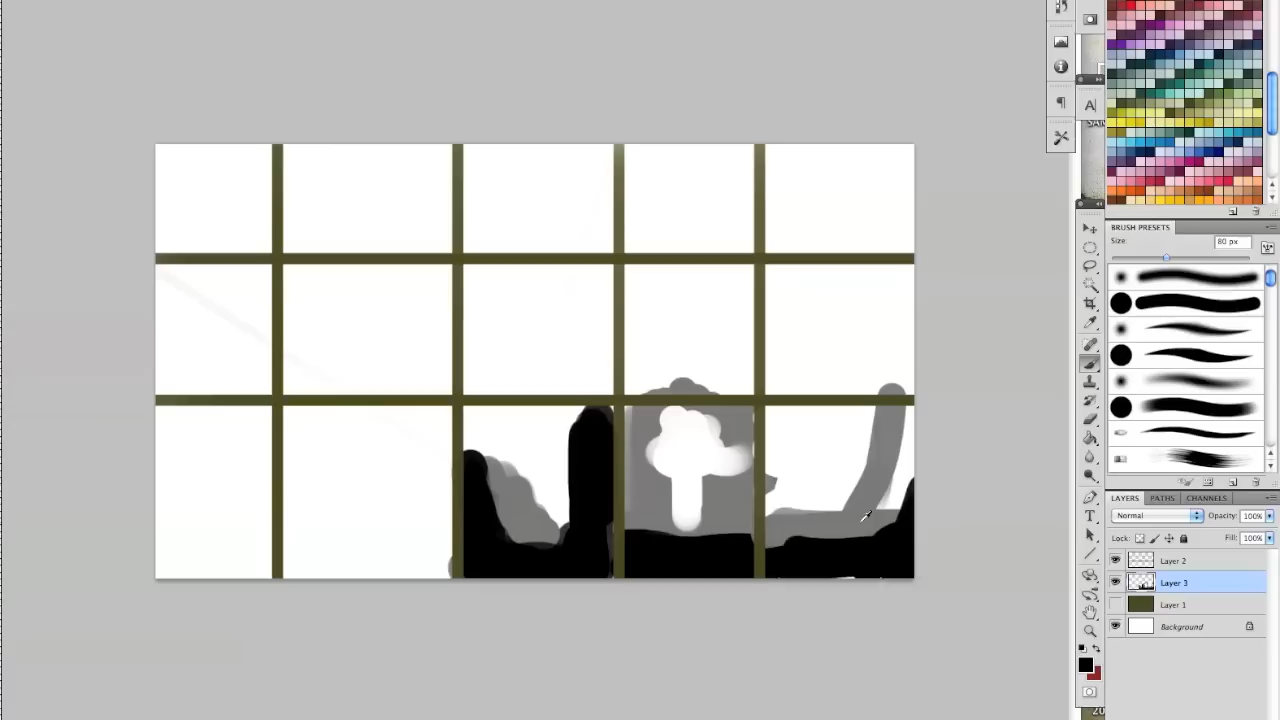 A|
BRUSH PRESETS
Size: 80 px
LAYERS PATHS CHANNELS
Normal Opacity: 100%
Lock: Fill: 100%
Layer 2
Layer 3
Layer 1
Background
T